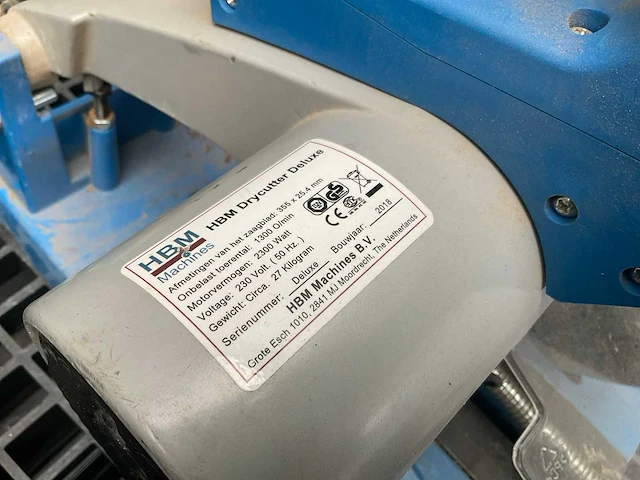 HBM
Machines
HBM Drycutter Deluxe
Afmetingen van het zaagblad: 355 x 25.4 mm
Onbelast toerental: 1300 O/min
Motorvermogen: 2300 Watt
Voltage: 230 Volt. ( 50 Hz. )
Gewicht: Circa. 27 Kilogram
Serienummer: Deluxe Bouwjaar: 2018
HBM Machines B.V.
Grote Esch 1010, 2841 MJ Moordrecht, The Netherlands
CE